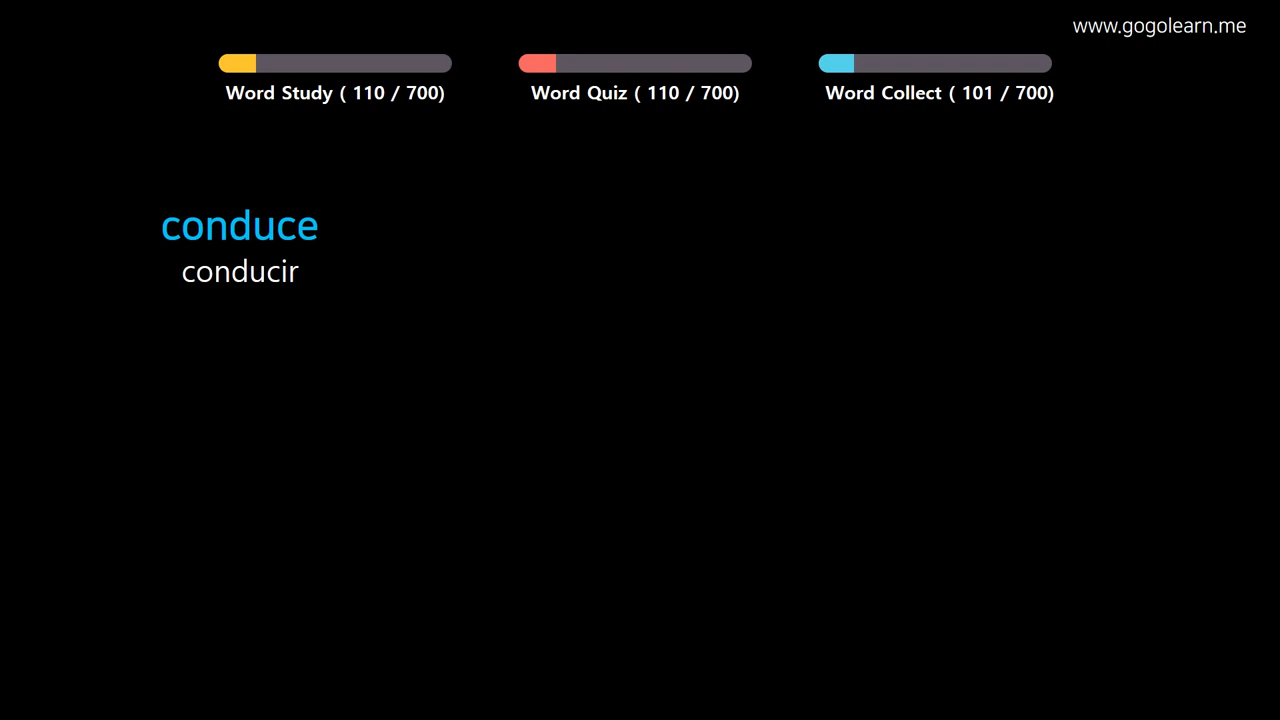 www.gogolearn.me
Word Study ( 110 / 700)
Word Quiz ( 110 / 700)
Word Collect ( 101 / 700)
conduce
conducir